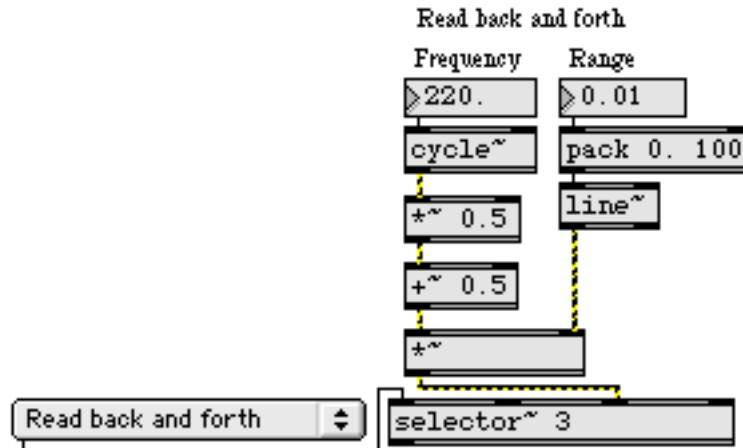 Read back and forth
Frequency Range
220. 0.01
cycle~ pack 0. 100
*~ 0.5 line~
+~ 0.5
*~
Read back and forth selector~ 3